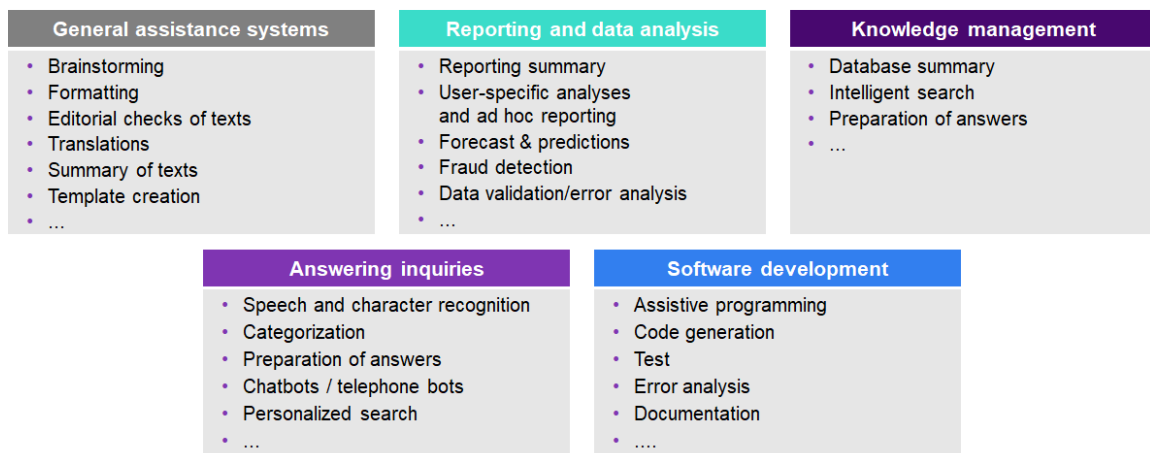 General assistance systems
• Brainstorming
• Formatting
• Editorial checks of texts
• Translations
• Summary of texts
• Template creation
• ...
Reporting and data analysis
• Reporting summary
• User-specific analyses
and ad hoc reporting
• Forecast & predictions
• Fraud detection
• Data validation/error analysis
• ...
Knowledge management
• Database summary
• Intelligent search
• Preparation of answers
• ...
Answering inquiries
• Speech and character recognition
• Categorization
• Preparation of answers
• Chatbots / telephone bots
• Personalized search
• ...
Software development
• Assistive programming
• Code generation
• Test
• Error analysis
• Documentation
• ....